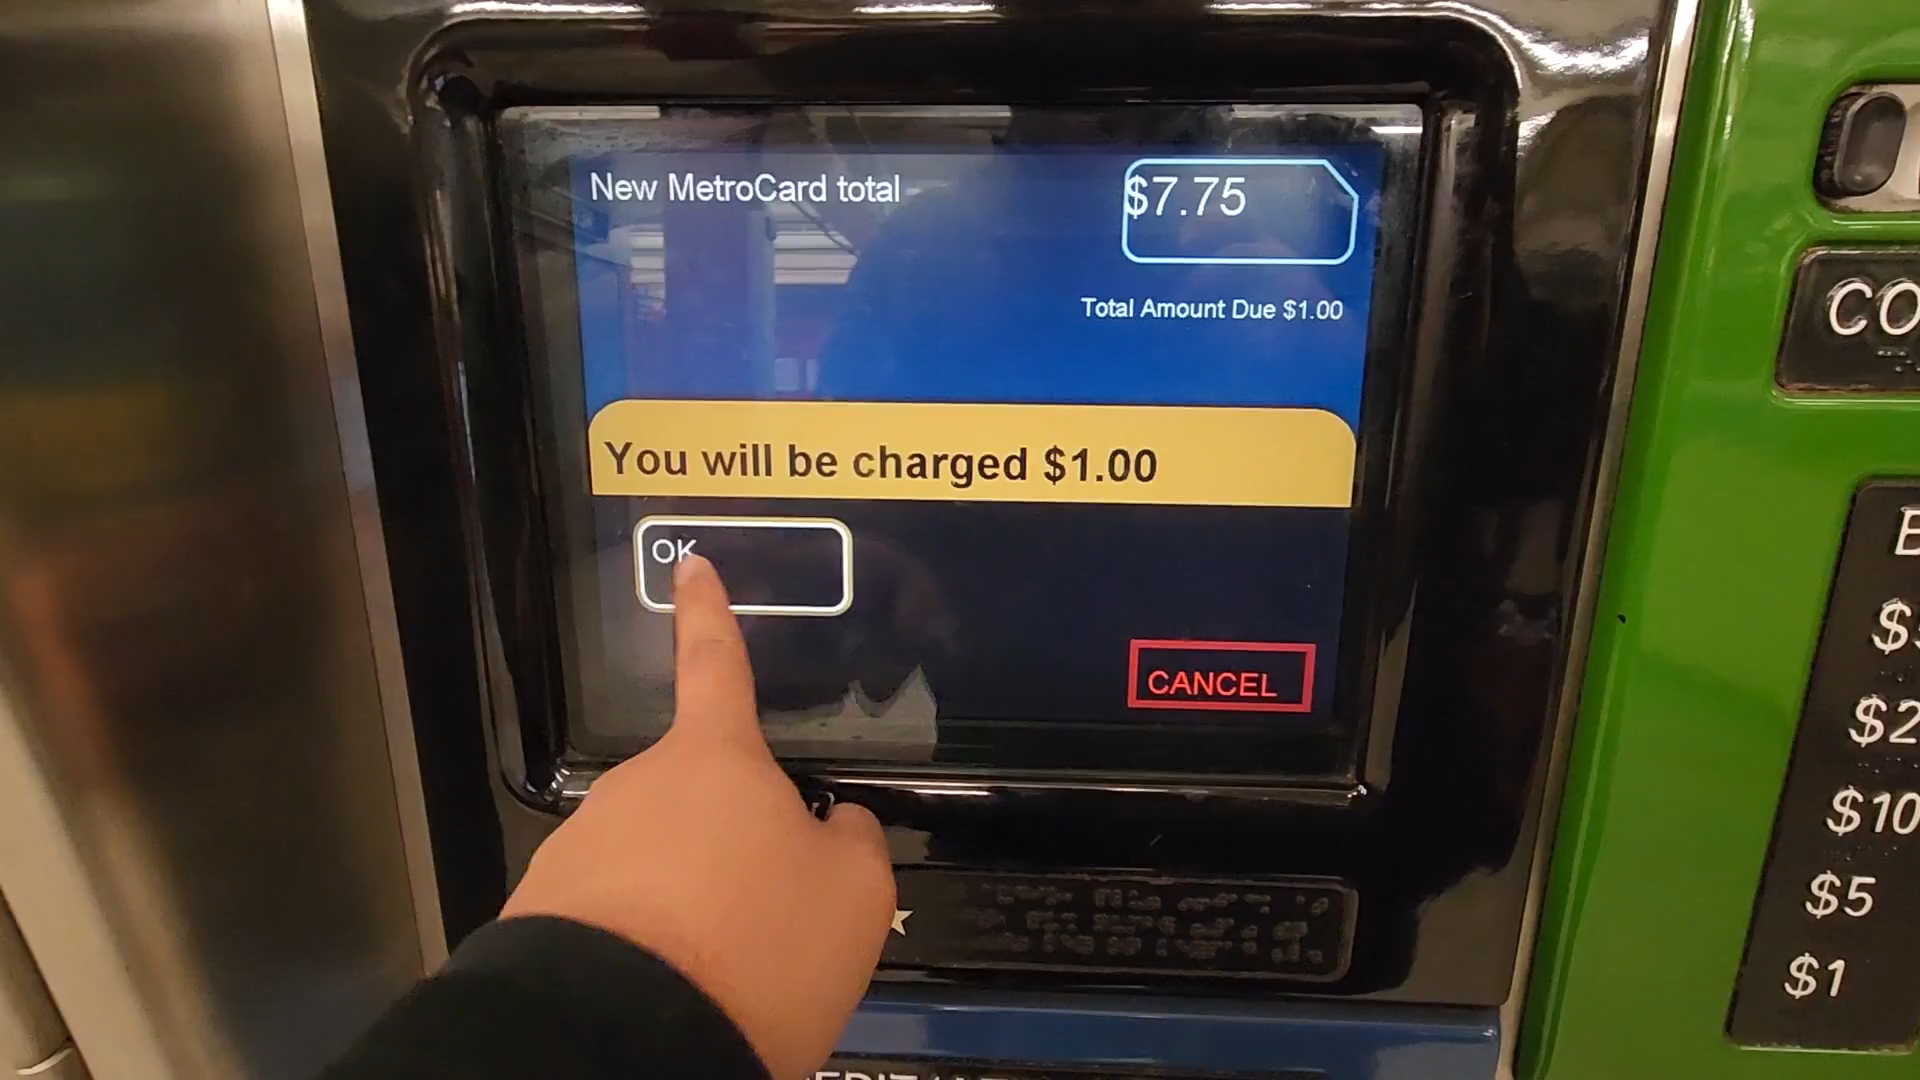 New MetroCard total
$7.75
Total Amount Due $1.00
You will be charged $1.00
OK
CANCEL
$10
$5
$1